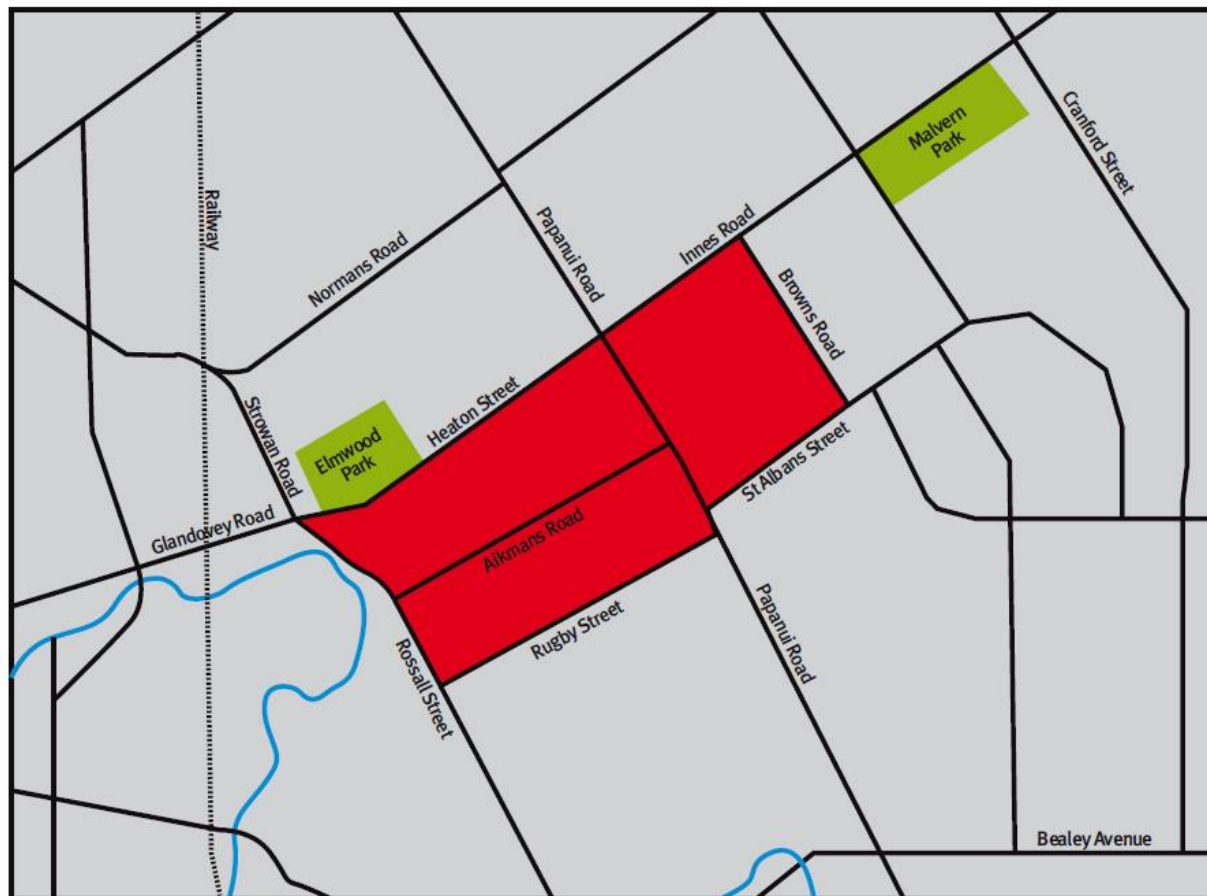 Malvern
Park
Cranford Street
Railway
Papanui Road
Innes Road
Normans Road
Browns Road
Heaton Street
Strowan Road
Elmwood
Park
St Albans Street
Glandovey Road
Aikmans Road
Rugby Street
Papanui Road
Rossall Street
Bealey Avenue